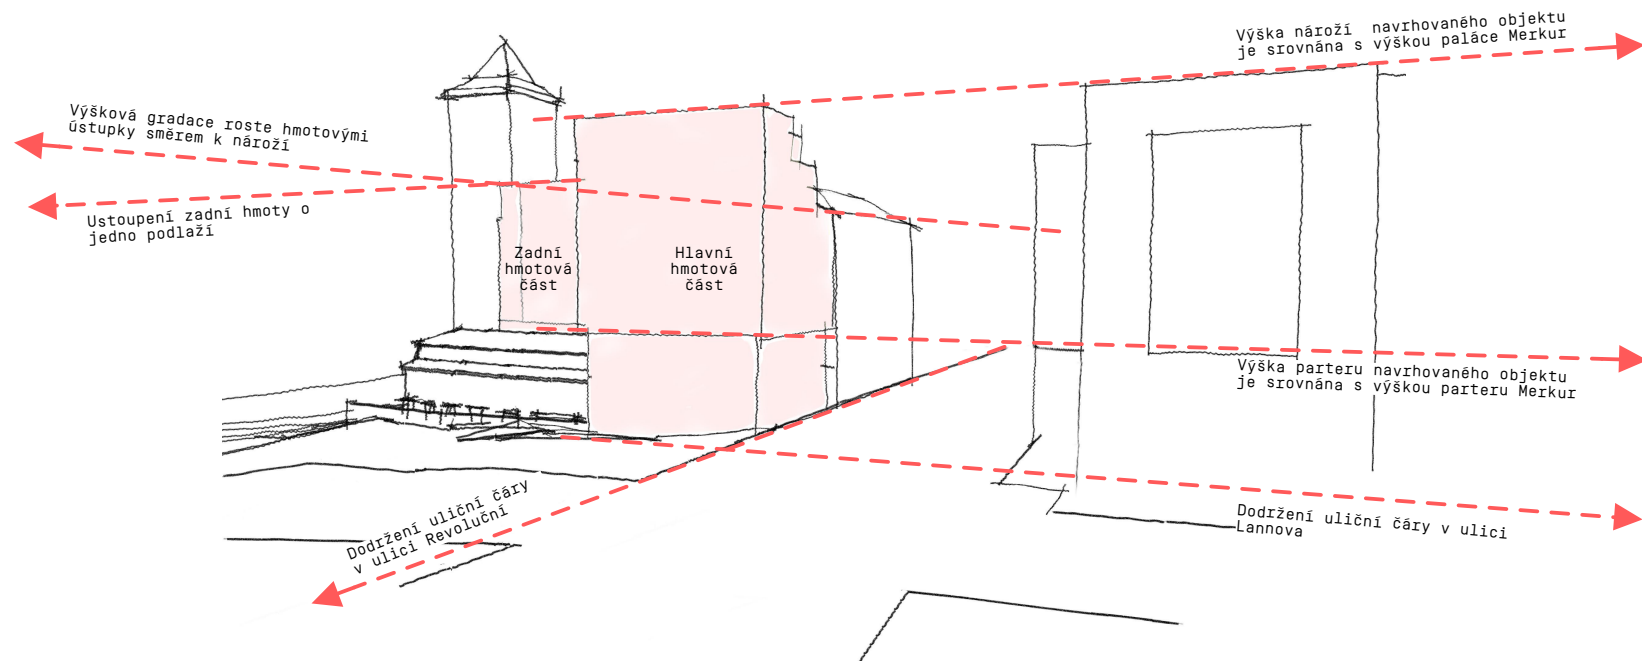 Výška nároží navrhovaného objektu
je srovnána s výškou paláce Merkur
Výšková gradace roste hmotovými
ústupky směrem k nároží
Ustoupení zadní hmoty o
jedno podlaží
Zadní
hmotová
část
Hlavní
hmotová
část
Výška parteru navrhovaného objektu
je srovnána s výškou parteru Merkur
Dodržení uliční čáry
v ulici Revoluční
Dodržení uliční čáry v ulici
Lannova